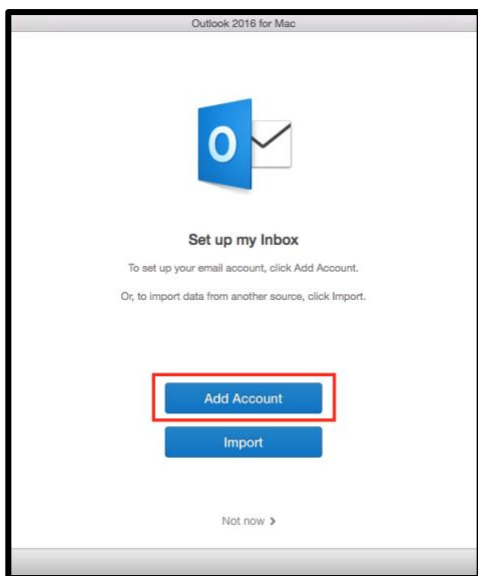 Outlook 2016 for Mac
O
Set up my Inbox
To set up your email account, click Add Account.
Or, to import data from another source, click Import.
Add Account
Import
Not now >